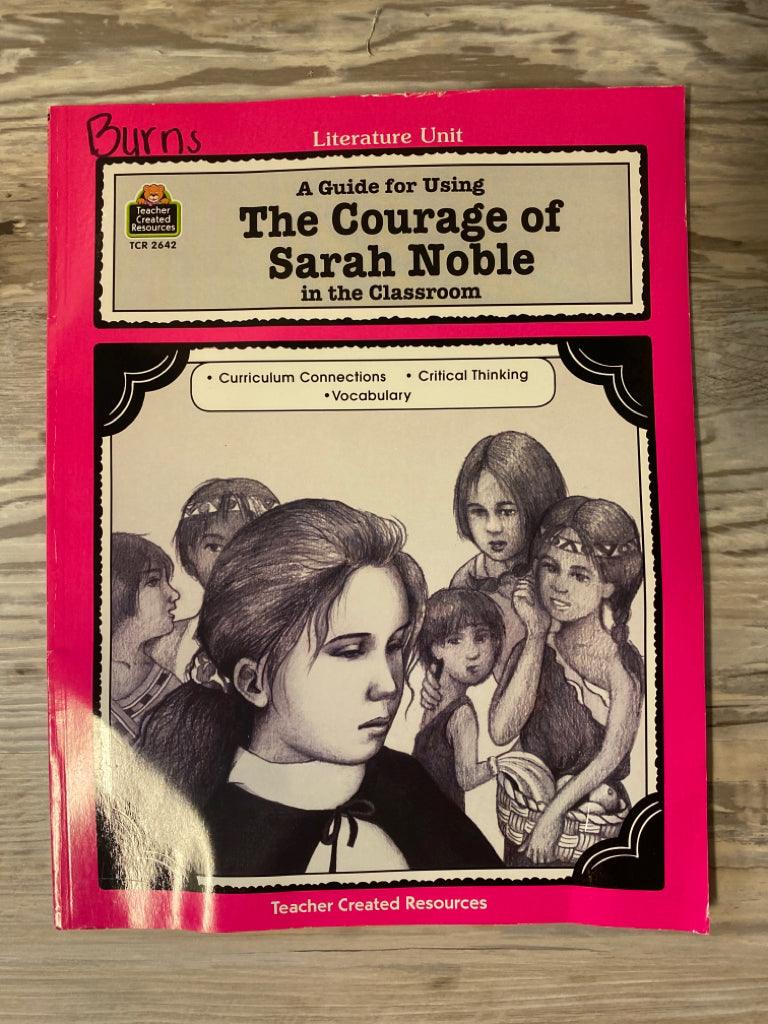 Burns
Literature Unit
A Guide for Using
The Courage of
Sarah Noble
in the Classroom
Teacher
Created
Resources
TCR 2642
• Curriculum Connections • Critical Thinking
•Vocabulary
Teacher Created Resources